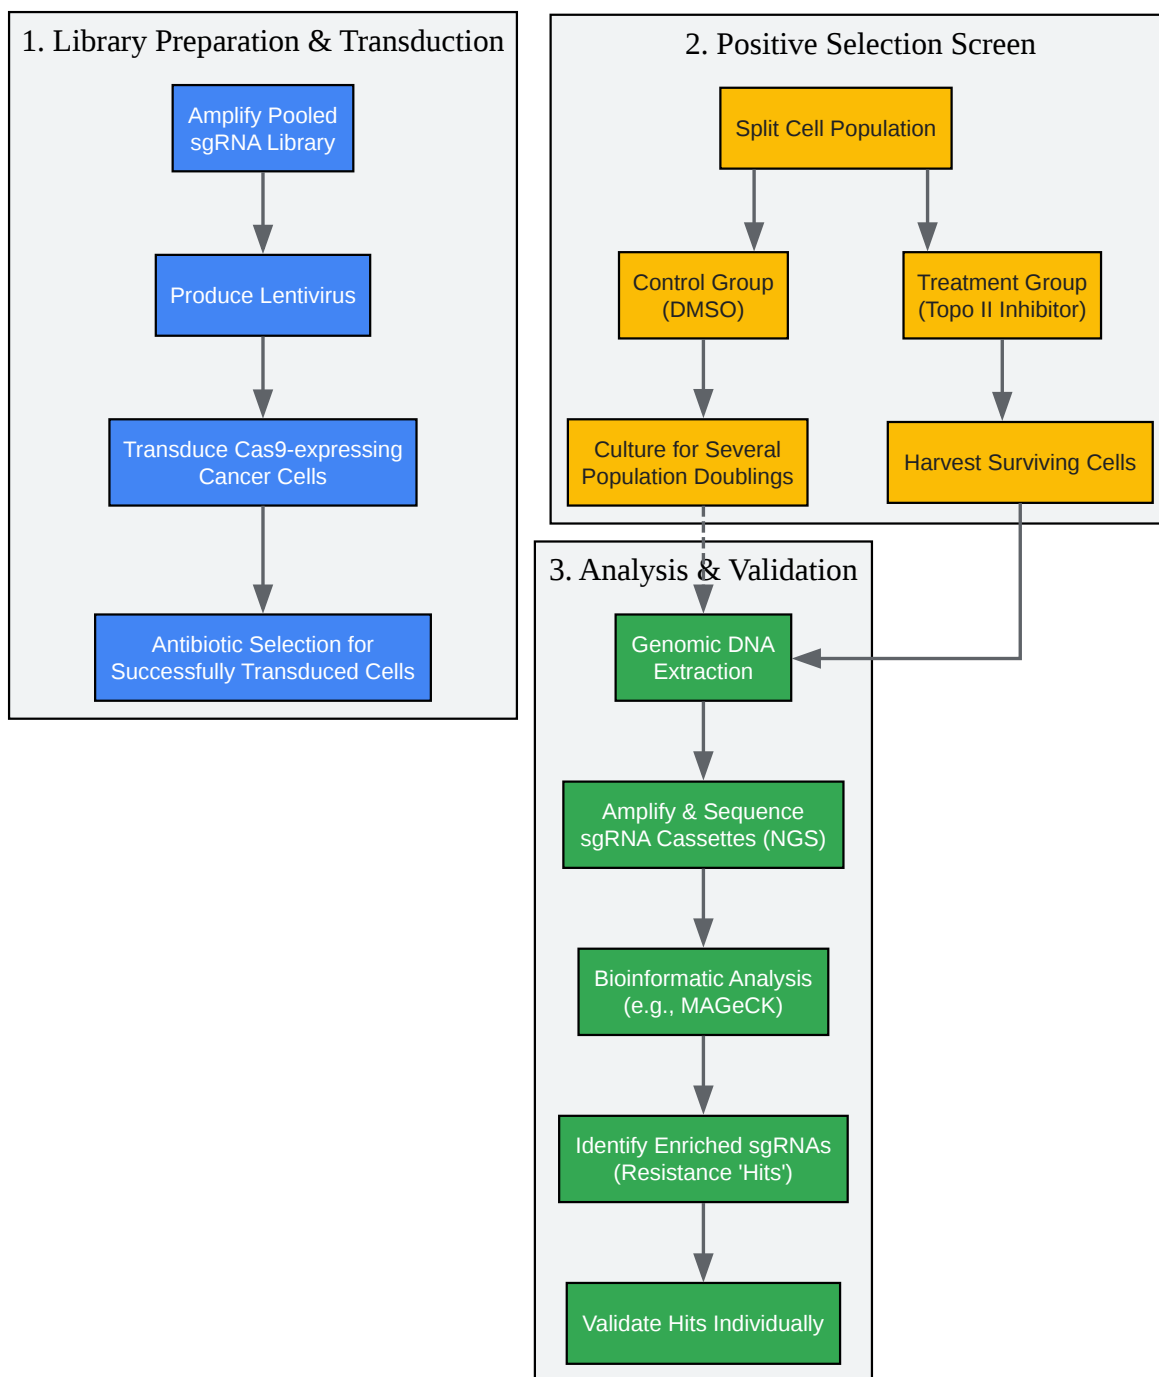 1. Library Preparation & Transduction
Amplify Pooled
sgRNA Library
Produce Lentivirus
Transduce Cas9-expressing
Cancer Cells
Antibiotic Selection for
Successfully Transduced Cells
2. Positive Selection Screen
Split Cell Population
Control Group
(DMSO)
Treatment Group
(Topo II Inhibitor)
Culture for Several
Population Doublings
Harvest Surviving Cells
3. Analysis & Validation
Genomic DNA
Extraction
Amplify & Sequence
sgRNA Cassettes (NGS)
Bioinformatic Analysis
(e.g., MAGeCK)
Identify Enriched sgRNAs
(Resistance 'Hits')
Validate Hits Individually